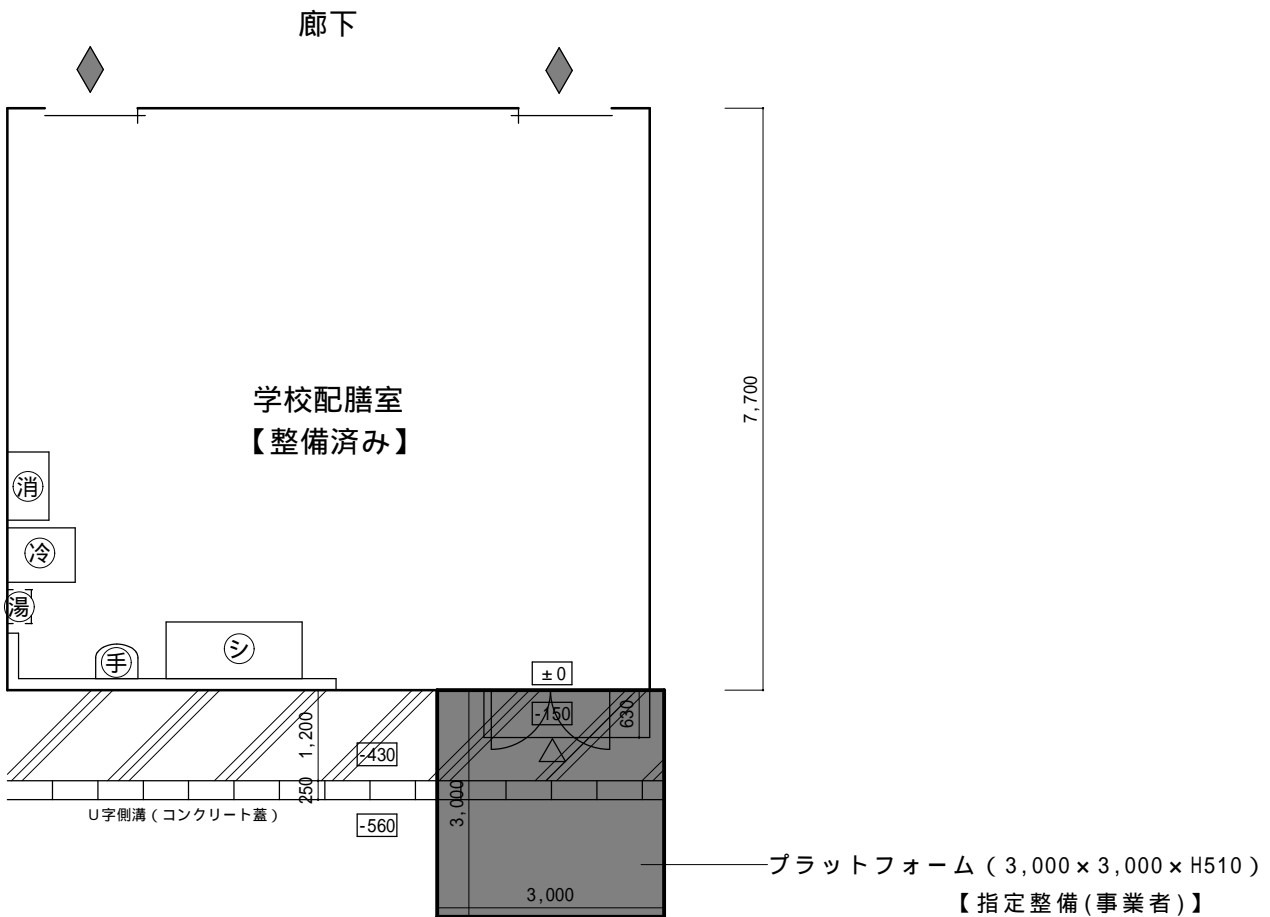 廊下
7,700
学校配膳室
【整備済み】
消
冷
湯
手
シ
±0
-150
630
1,200
-430
250
3,000
U字側溝（コンクリート蓋）
-560
プラットフォーム（3,000×3,000×H510）
3,000
【指定整備(事業者)】